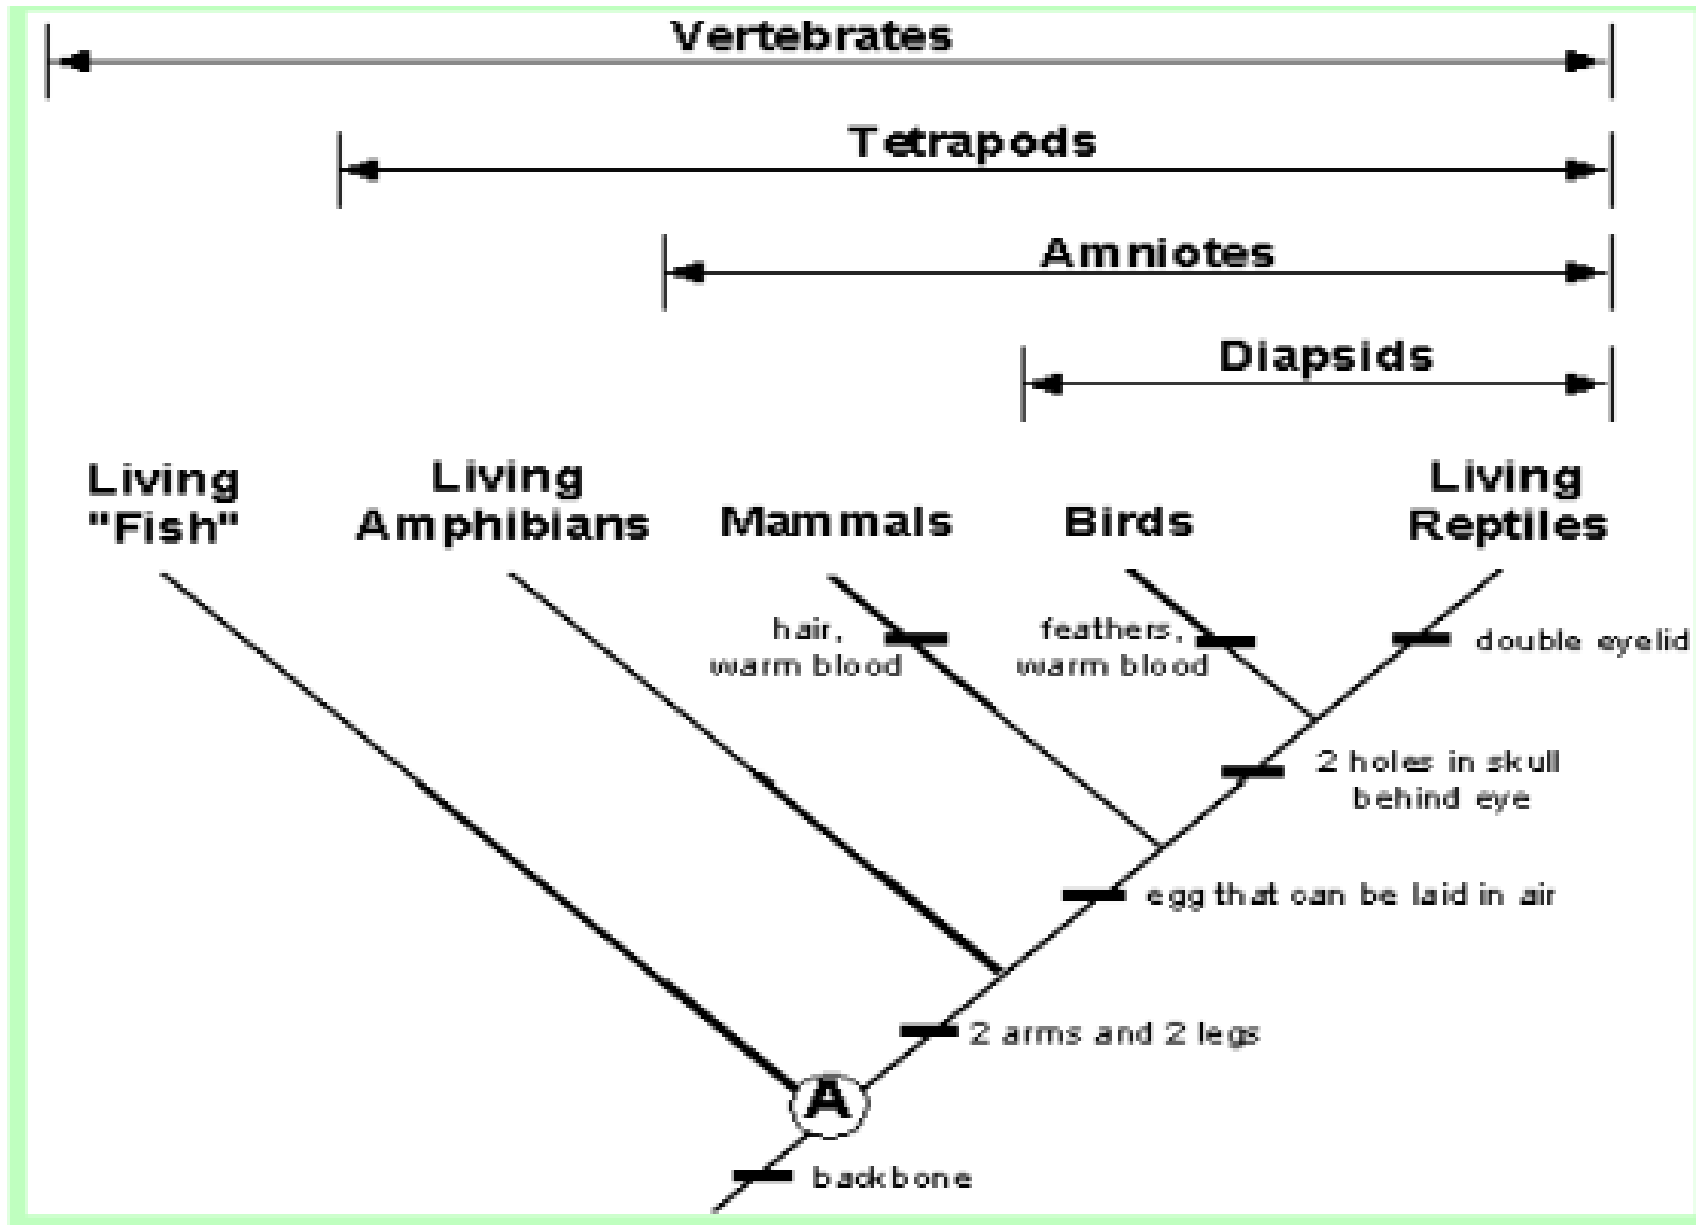 Vertebrates
Tetrapods
Amniotes
Diapsids
Living
"Fish"
Living
Amphibians
Mammals
Birds
Living
Reptiles
hair,
warm blood
feathers,
warm blood
double eyelid
2 holes in skull
behind eye
egg that can be laid in air
2 arms and 2 legs
A
backbone